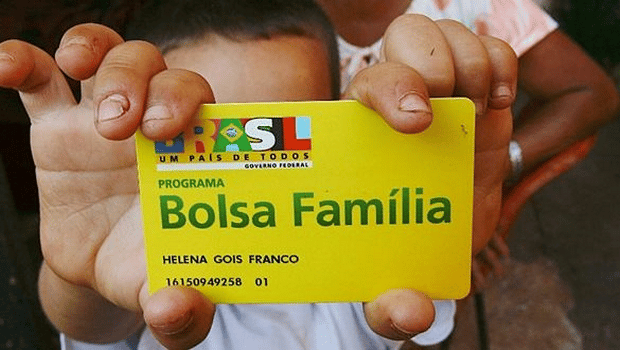 BRASIL
UM PAÍS DE TODOS
GOVERNO FEDERAL
PROGRAMA
Bolsa Família
HELENA GOIS FRANCO
16150949258 01